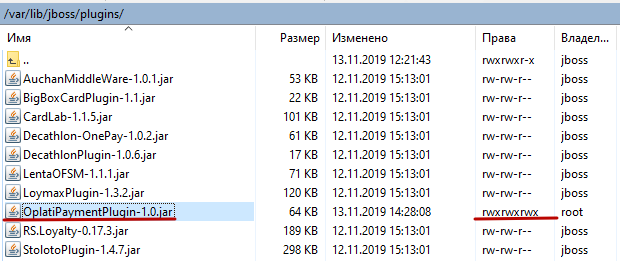 /var/lib/jboss/plugins/
Размер Изменено Права Владел...
.. 13.11.2019 12:21:43 rwxrwxr-x jboss
AuchanMiddleWare-1.0.1.jar 53 KB 12.11.2019 15:13:01 rw-rw-r-- jboss
BigBoxCardPlugin-1.1.jar 22 KB 12.11.2019 15:13:01 rw-rw-r-- jboss
CardLab-1.1.5.jar 101 KB 12.11.2019 15:13:01 rw-rw-r-- jboss
Decathlon-OnePay-1.0.2.jar 61 KB 12.11.2019 15:13:01 rw-rw-r-- jboss
DecathlonPlugin-1.0.6.jar 17 KB 12.11.2019 15:13:01 rw-rw-r-- jboss
LentaOFSM-1.1.1.jar 71 KB 12.11.2019 15:13:01 rw-rw-r-- jboss
LoymaxPlugin-1.3.2.jar 120 KB 12.11.2019 15:13:01 rw-rw-r-- jboss
OplatiPaymentPlugin-1.0.jar 64 KB 13.11.2019 14:28:08 rwxrwxrwx root
RS.Loyalty-0.17.3.jar 189 KB 12.11.2019 15:13:01 rw-rw-r-- jboss
StolotoPlugin-1.4.7.jar 298 KB 12.11.2019 15:13:01 rw-rw-r-- jboss